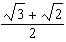 (√3 + √2)/2